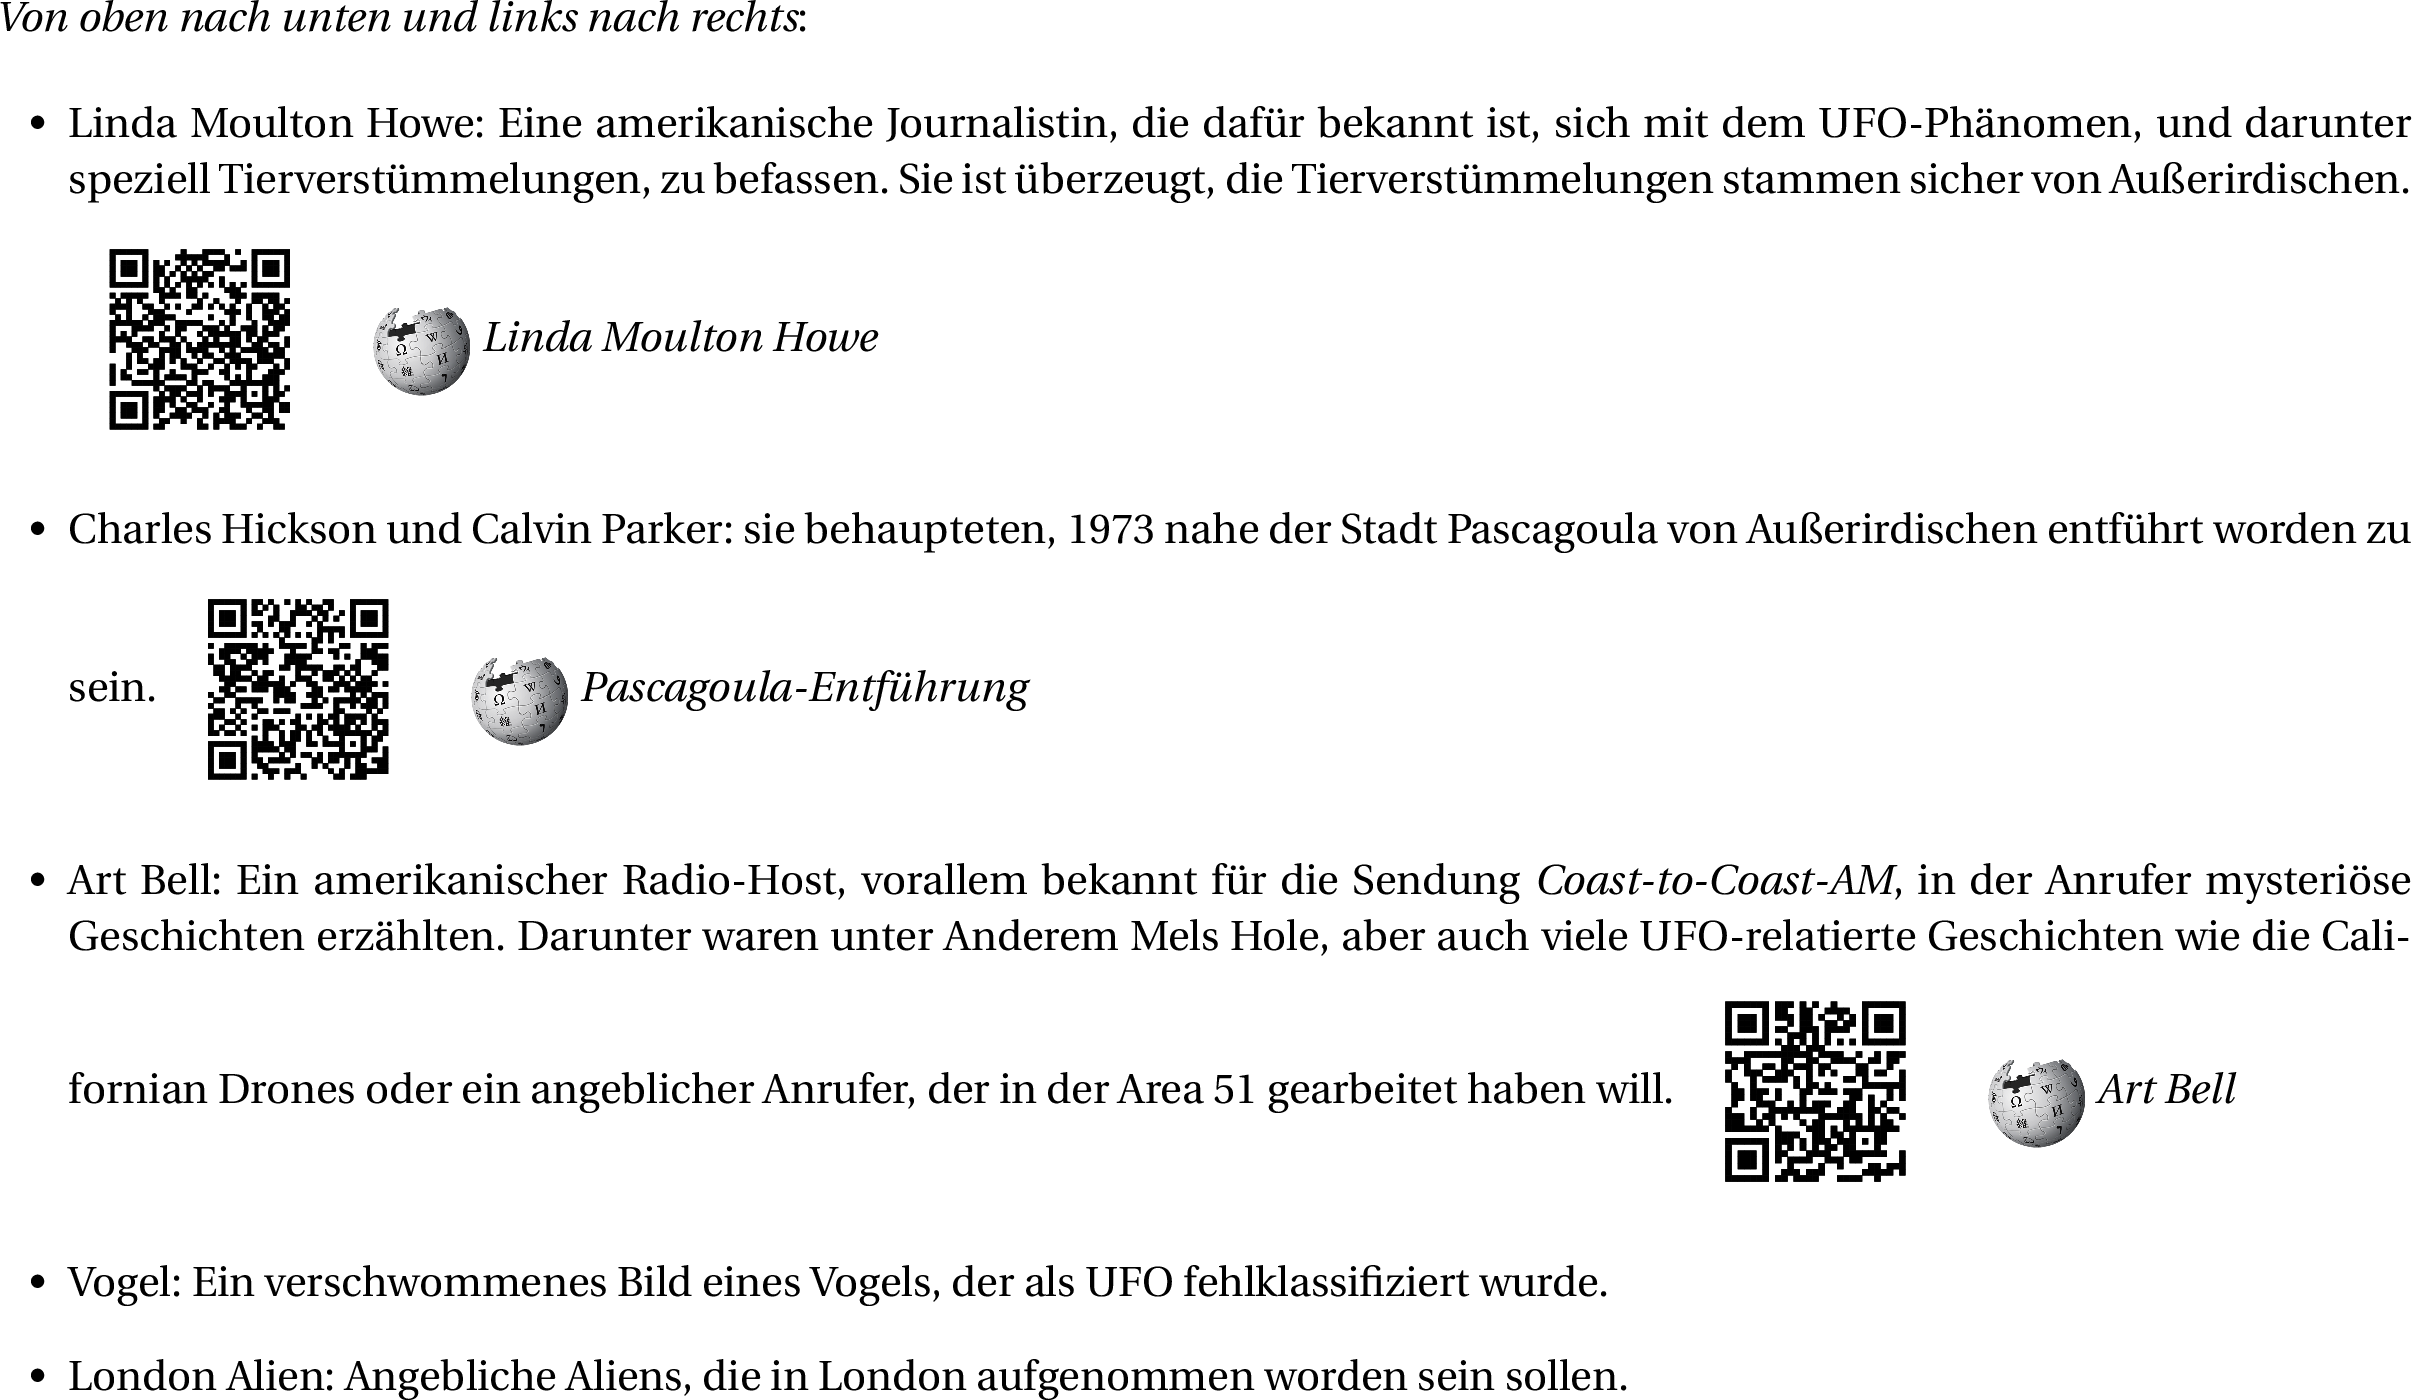 Von oben nach unten und links nach rechts:
• Linda Moulton Howe: Eine amerikanische Journalistin, die dafür bekannt ist, sich mit dem UFO-Phänomen, und darunter
speziell Tierverstümmelungen, zu befassen. Sie ist überzeugt, die Tierverstümmelungen stammen sicher von Außerirdischen.
Linda Moulton Howe
• Charles Hickson und Calvin Parker: sie behaupteten, 1973 nahe der Stadt Pascagoula von Außerirdischen entführt worden zu
sein. Pascagoula-Entführung
• Art Bell: Ein amerikanischer Radio-Host, vorallem bekannt für die Sendung Coast-to-Coast-AM, in der Anrufer mysteriöse
Geschichten erzählten. Darunter waren unter Anderem Mels Hole, aber auch viele UFO-relatierte Geschichten wie die Cali-
fornian Drones oder ein angeblicher Anrufer, der in der Area 51 gearbeitet haben will. Art Bell
• Vogel: Ein verschwommenes Bild eines Vogels, der als UFO fehlklassifiziert wurde.
• London Alien: Angebliche Aliens, die in London aufgenommen worden sein sollen.